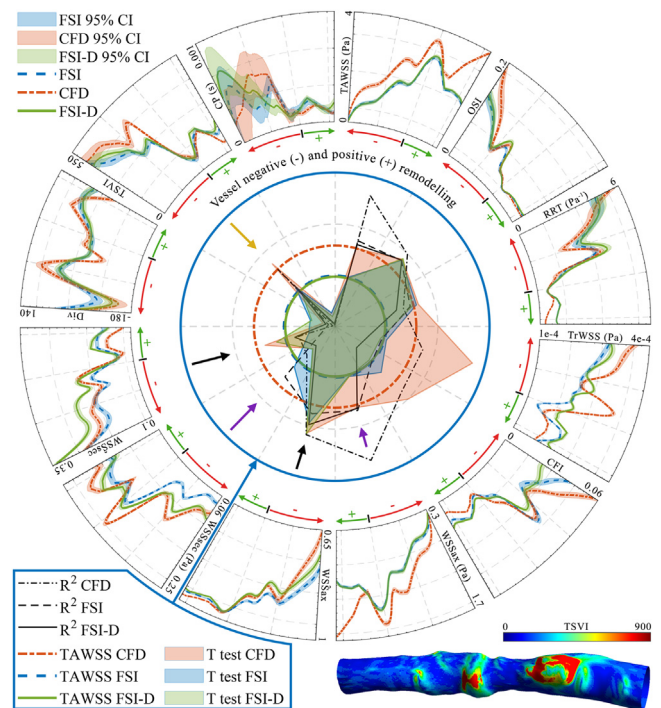 FSI 95% CI
CFD 95% CI
FSI-D 95% CI
FSI
CFD
FSI-D
0.001
CP (s)
0
4
TAWSS (Pa)
0
0.2
OSI
0
6
RRT (Pa⁻¹)
0
1e-4
TrWSS (Pa)
4e-4
0
CFI
0.06
0.3
WSSax (Pa)
1.7
0.65
WSSax
1
0.06
WSSsec (Pa)
0.25
0.1
WSSsec
0.35
140
Div
-180
550
TSVI
0
Vessel negative (-) and positive (+) remodelling
- +
- +
- +
- +
- +
- +
- +
- +
- +
- +
- +
- +
R² CFD
R² FSI
R² FSI-D
TAWSS CFD
TAWSS FSI
TAWSS FSI-D
T test CFD
T test FSI
T test FSI-D
0
TSVI
900